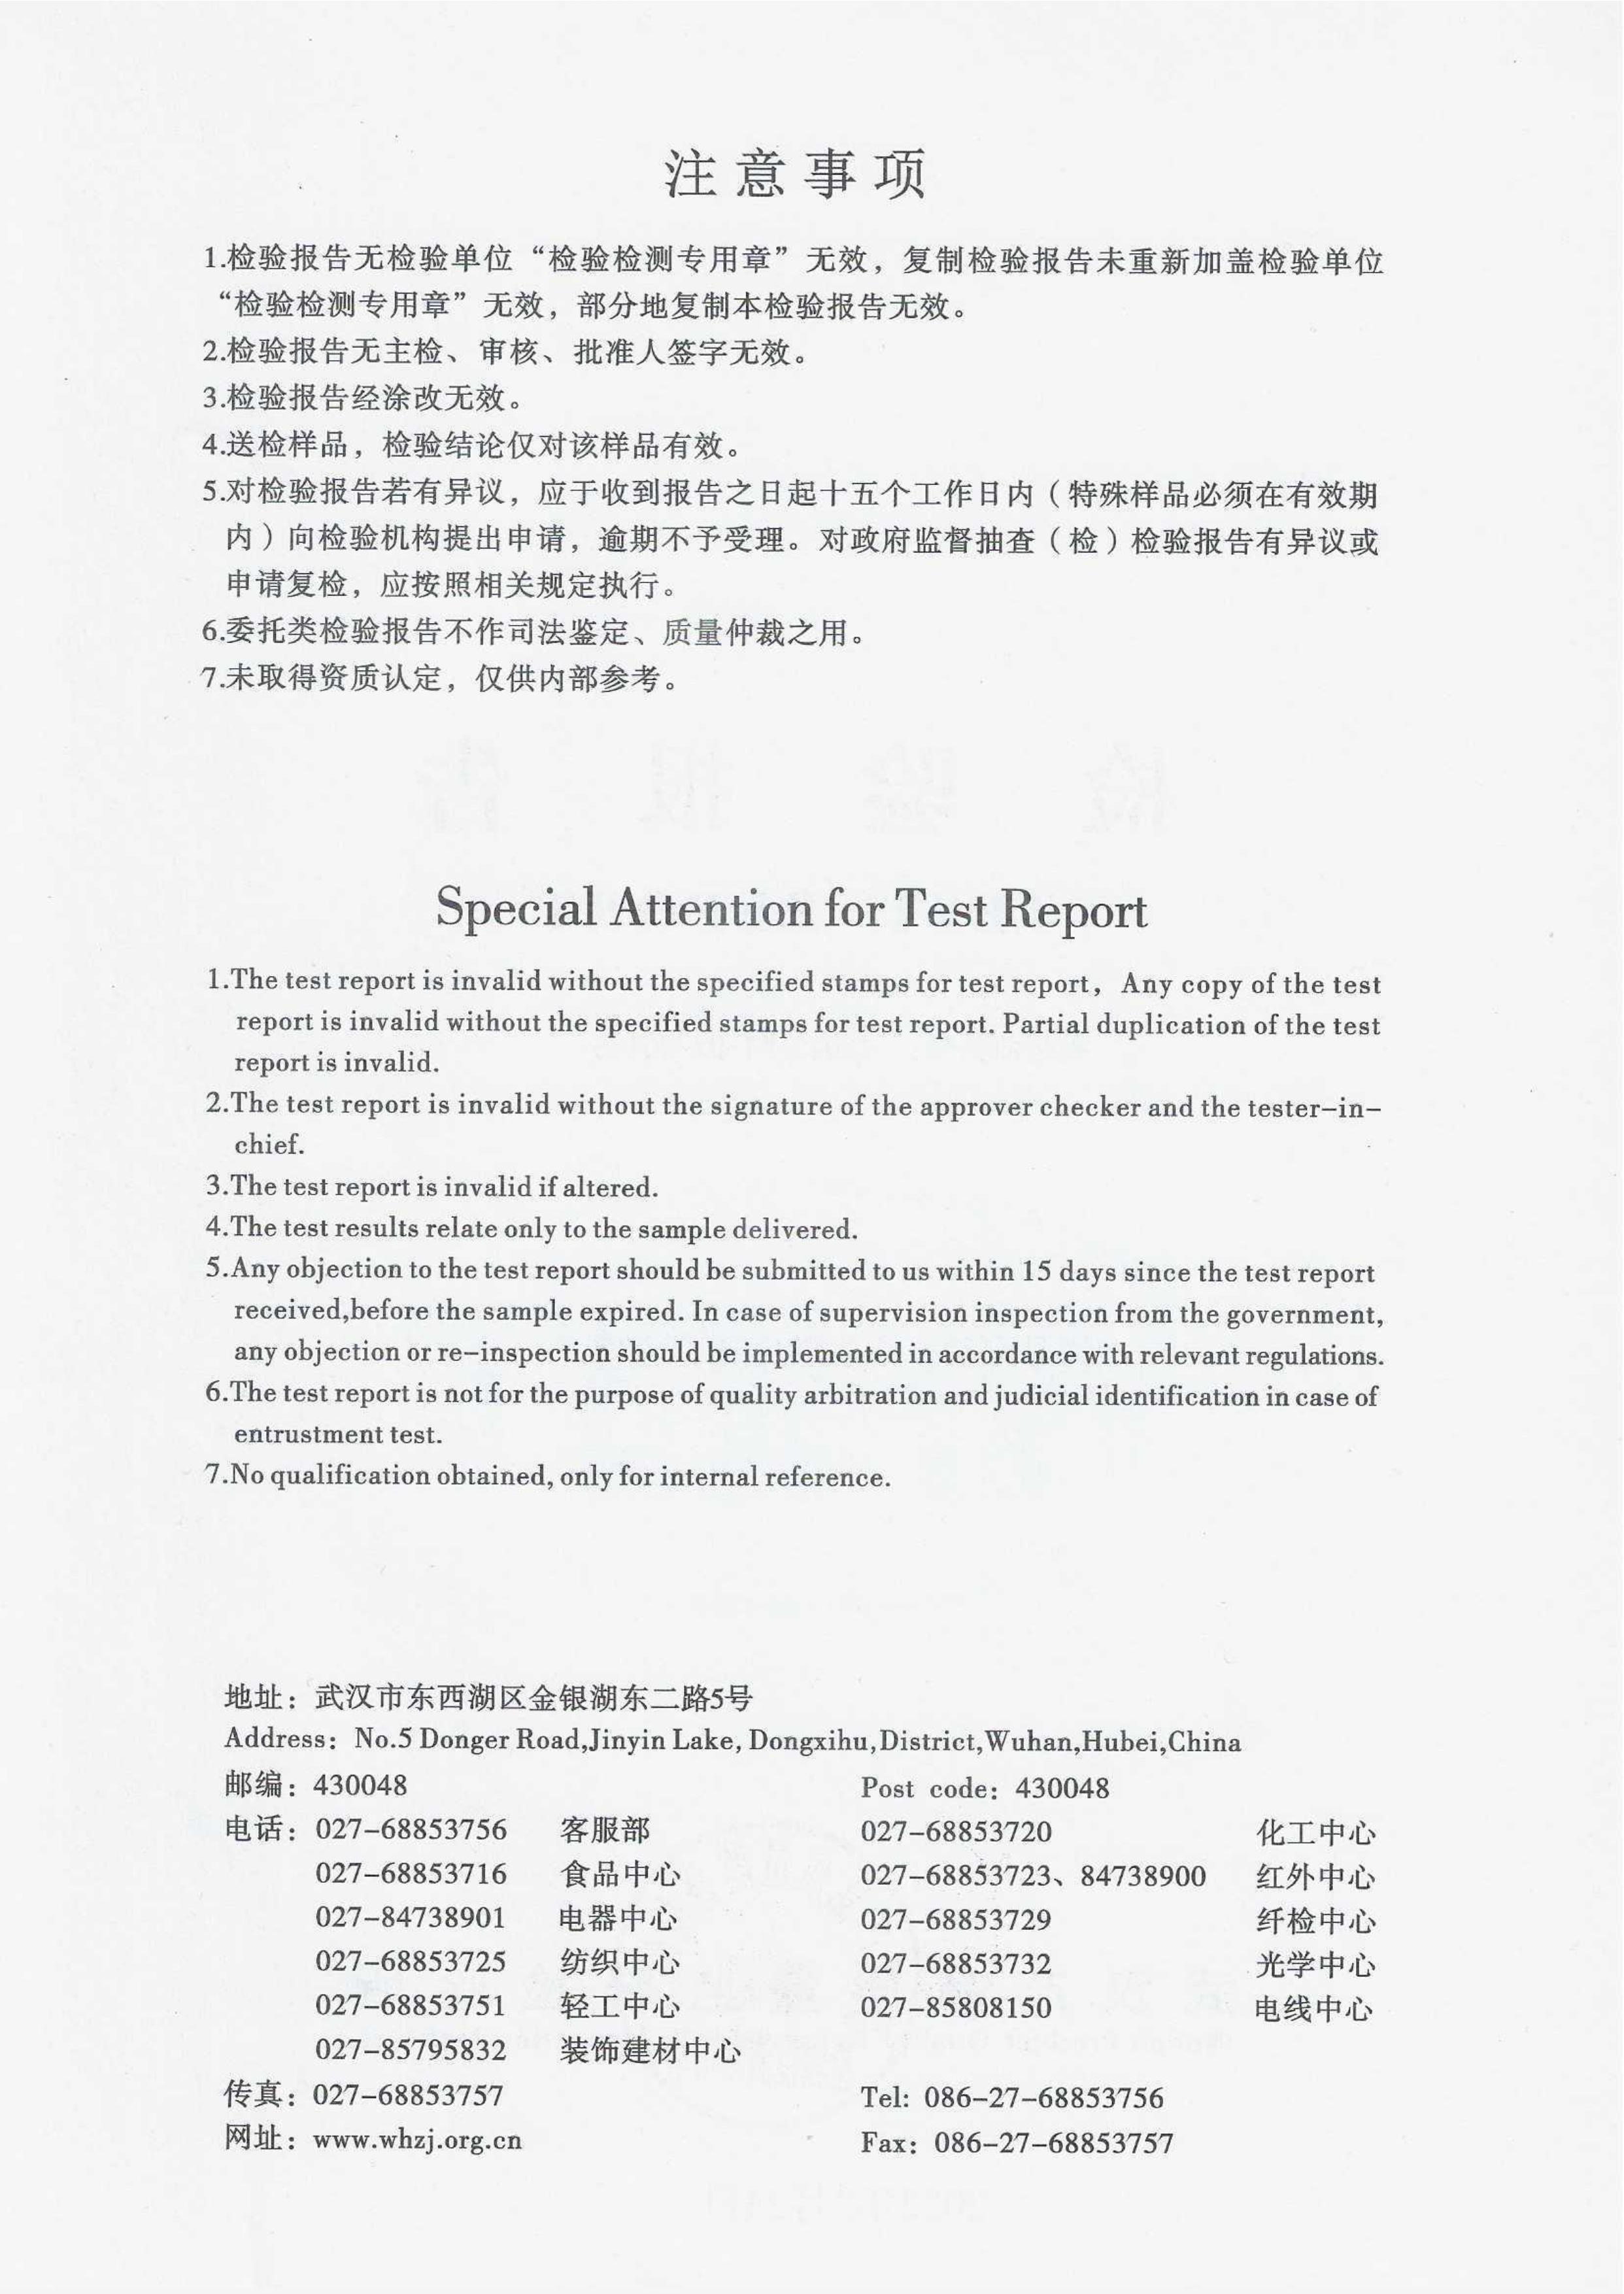 注意事项
1.检验报告无检验单位“检验检测专用章”无效，复制检验报告未重新加盖检验单位
“检验检测专用章”无效，部分地复制本检验报告无效。
2.检验报告无主检、审核、批准人签字无效。
3.检验报告经涂改无效。
4.送检样品，检验结论仅对该样品有效。
5.对检验报告若有异议，应于收到报告之日起十五个工作日内（特殊样品必须在有效期
内）向检验机构提出申请，逾期不予受理。对政府监督抽查（检）检验报告有异议或
申请复检，应按照相关规定执行。
6.委托类检验报告不作司法鉴定、质量仲裁之用。
7.未取得资质认定，仅供内部参考。
Special Attention for Test Report
1.The test report is invalid without the specified stamps for test report， Any copy of the test
report is invalid without the specified stamps for test report. Partial duplication of the test
report is invalid.
2.The test report is invalid without the signature of the approver checker and the tester-in-
chief.
3.The test report is invalid if altered.
4.The test results relate only to the sample delivered.
5.Any objection to the test report should be submitted to us within 15 days since the test report
received,before the sample expired. In case of supervision inspection from the government,
any objection or re-inspection should be implemented in accordance with relevant regulations.
6.The test report is not for the purpose of quality arbitration and judicial identification in case of
entrustment test.
7.No qualification obtained, only for internal reference.
地址：武汉市东西湖区金银湖东二路5号
Address: No.5 Donger Road,Jinyin Lake, Dongxihu,District,Wuhan,Hubei,China
邮编：430048 Post code: 430048
电话：027-68853756 客服部 027-68853720 化工中心
027-68853716 食品中心 027-68853723、84738900 红外中心
027-84738901 电器中心 027-68853729 纤检中心
027-68853725 纺织中心 027-68853732 光学中心
027-68853751 轻工中心 027-85808150 电线中心
027-85795832 装饰建材中心
传真：027-68853757 Tel: 086-27-68853756
网址：www.whzj.org.cn Fax: 086-27-68853757